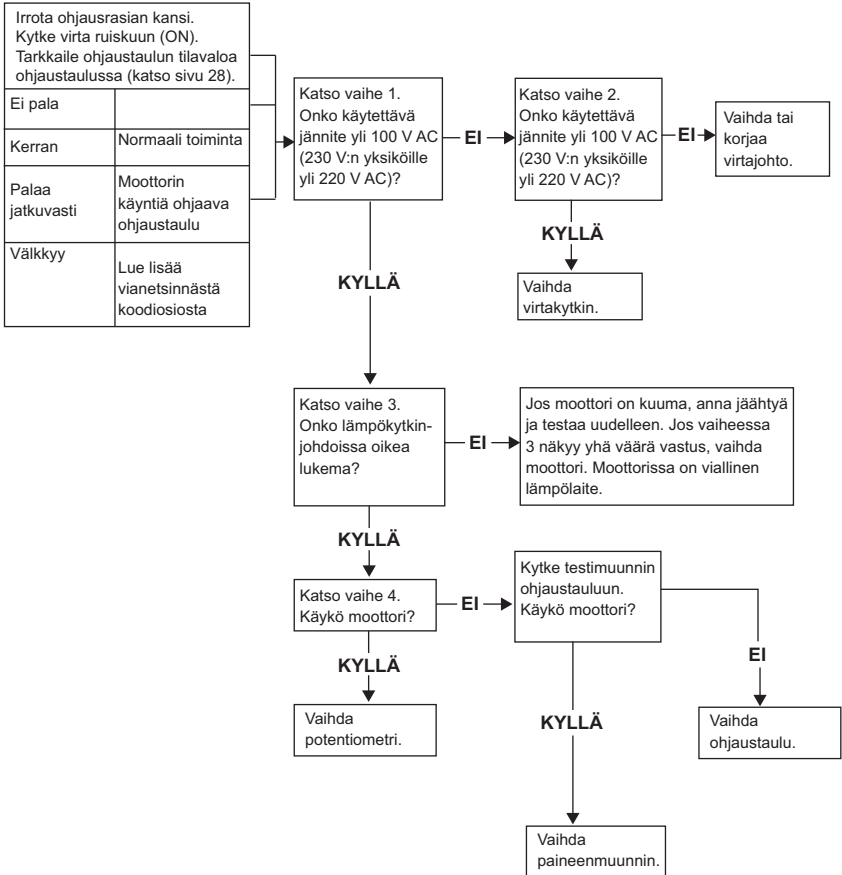 Irrota ohjausrasian kansi.
Kytke virta ruiskuun (ON).
Tarkkaile ohjaustaulun tilavaloa
ohjaustaulussa (katso sivu 28).
Ei pala
Kerran
Normaali toiminta
Palaa
jatkuvasti
Moottorin
käyntiä ohjaava
ohjaustaulu
Välkkyy
Lue lisää
vianetsinnästä
koodiosiosta
Katso vaihe 1.
Onko käytettävä
jännite yli 100 V AC
(230 V:n yksiköille
yli 220 V AC)?
EI
Katso vaihe 2.
Onko käytettävä
jännite yli 100 V AC
(230 V:n yksiköille
yli 220 V AC)?
EI
Vaihda tai
korjaa
virtajohto.
KYLLÄ
Vaihda
virtakytkin.
KYLLÄ
Katso vaihe 3.
Onko lämpökytkin-
johdoissa oikea
lukema?
EI
Jos moottori on kuuma, anna jäähtyä
ja testaa uudelleen. Jos vaiheessa
3 näkyy yhä väärä vastus, vaihda
moottori. Moottorissa on viallinen
lämpölaite.
KYLLÄ
Katso vaihe 4.
Käykö moottori?
EI
Kytke testimuunnin
ohjaustauluun.
Käykö moottori?
EI
KYLLÄ
Vaihda
potentiometri.
KYLLÄ
Vaihda
ohjaustaulu.
Vaihda
paineenmuunnin.